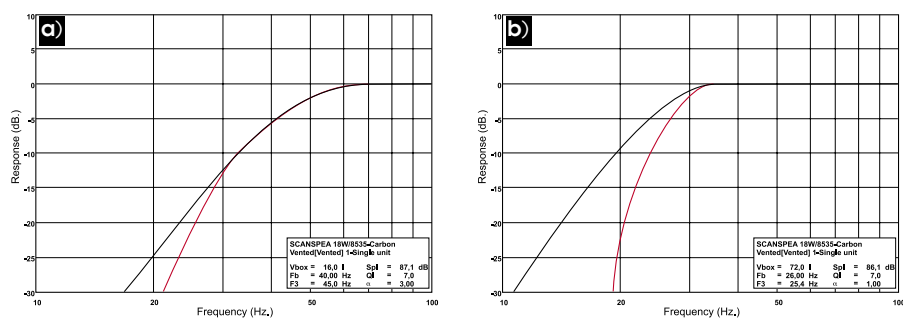 a)
10
5
0
-5
-10
-15
-20
-25
-30
Response (dB.)
10 20 50 100
Frequency (Hz.)
SCANSPEA 18W/8535-Carbon
Vented[Vented] 1-Single unit
Vbox = 16,0 l Spl = 87,1 dB
Fb = 40,00 Hz Ql = 7,0
F3 = 45,0 Hz α = 3,00
b)
10
5
0
-5
-10
-15
-20
-25
-30
Response (dB.)
10 20 50 100
Frequency (Hz.)
SCANSPEA 18W/8535-Carbon
Vented[Vented] 1-Single unit
Vbox = 72,0 l Spl = 86,1 dB
Fb = 26,00 Hz Ql = 7,0
F3 = 25,4 Hz α = 1,00